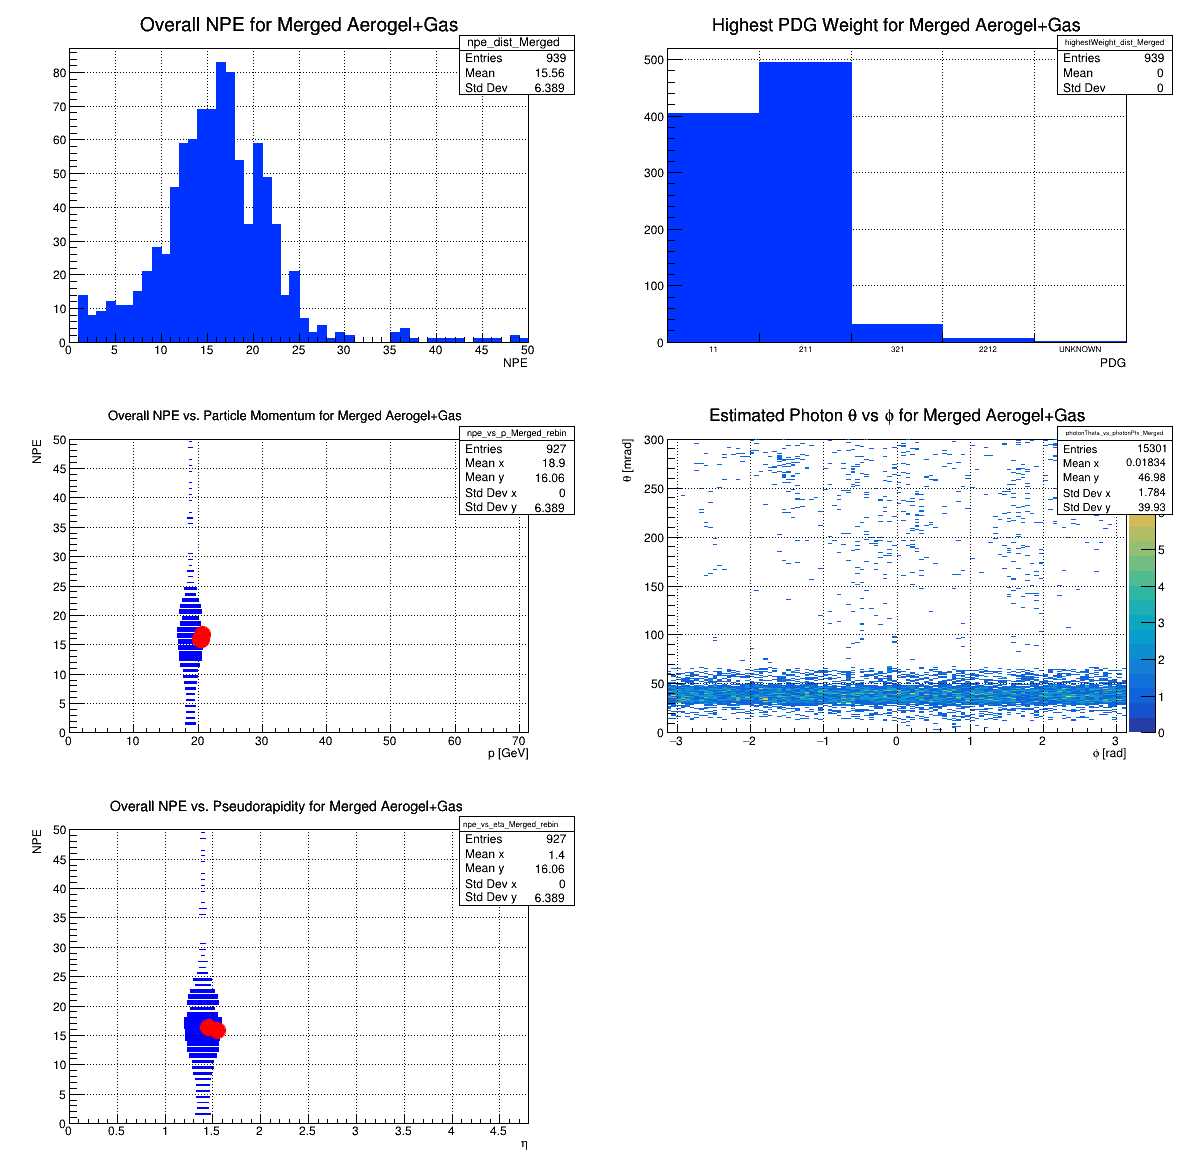 Overall NPE for Merged Aerogel+Gas
npe_dist_Merged
Entries 939
Mean 15.56
Std Dev 6.389
80
70
60
50
40
30
20
10
0
0 5 10 15 20 25 30 35 40 45 50
NPE
Highest PDG Weight for Merged Aerogel+Gas
highestWeight_dist_Merged
Entries 939
Mean 0
Std Dev 0
500
400
300
200
100
0
11 211 321 2212 UNKNOWN
PDG
Overall NPE vs. Particle Momentum for Merged Aerogel+Gas
npe_vs_p_Merged_rebin
Entries 927
Mean x 18.9
Mean y 16.06
Std Dev x 0
Std Dev y 6.389
NPE
50
45
40
35
30
25
20
15
10
5
0
0 10 20 30 40 50 60 70
p [GeV]
Estimated Photon θ vs ϕ for Merged Aerogel+Gas
photonTheta_vs_photonPhi_Merged
Entries 15301
Mean x 0.01834
Mean y 46.98
Std Dev x 1.784
Std Dev y 39.93
θ [mrad]
300
250
200
150
100
50
0
−3 −2 −1 0 1 2 3
ϕ [rad]
5
4
3
2
1
0
Overall NPE vs. Pseudorapidity for Merged Aerogel+Gas
npe_vs_eta_Merged_rebin
Entries 927
Mean x 1.4
Mean y 16.06
Std Dev x 0
Std Dev y 6.389
NPE
50
45
40
35
30
25
20
15
10
5
0
0 0.5 1 1.5 2 2.5 3 3.5 4 4.5
η